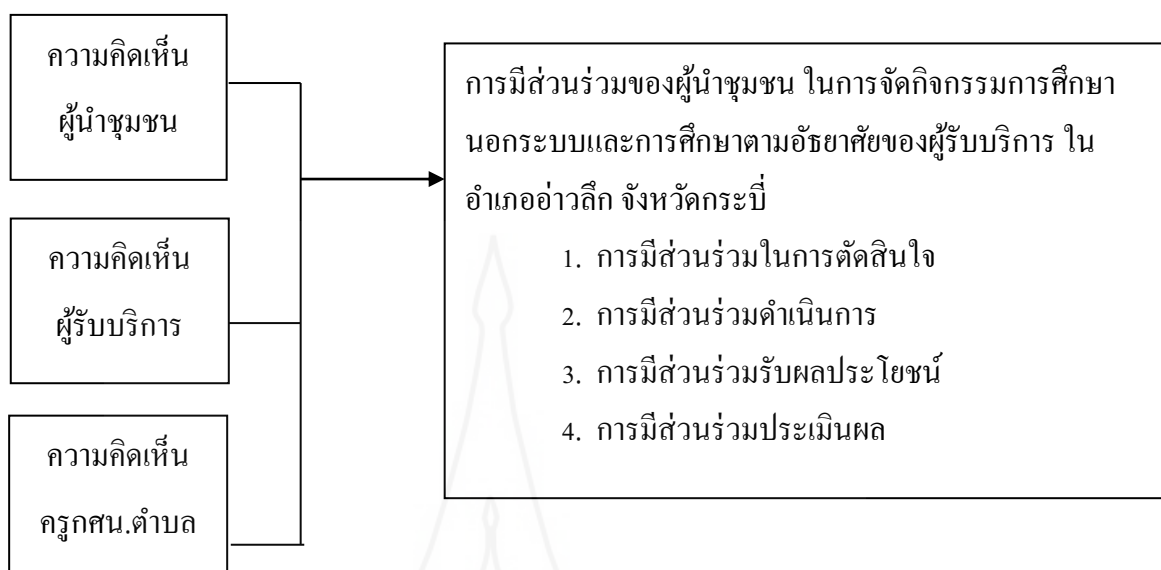 ความคิดเห็น
ผู้นำชุมชน
ความคิดเห็น
ผู้รับบริการ
ความคิดเห็น
ครูกศน.ตำบล
การมีส่วนร่วมของผู้นำชุมชน ในการจัดกิจกรรมการศึกษา
นอกระบบและการศึกษาตามอัธยาศัยของผู้รับบริการ ใน
อำเภออ่าวลึก จังหวัดกระบี่
1. การมีส่วนร่วมในการตัดสินใจ
2. การมีส่วนร่วมดำเนินการ
3. การมีส่วนร่วมรับผลประโยชน์
4. การมีส่วนร่วมประเมินผล